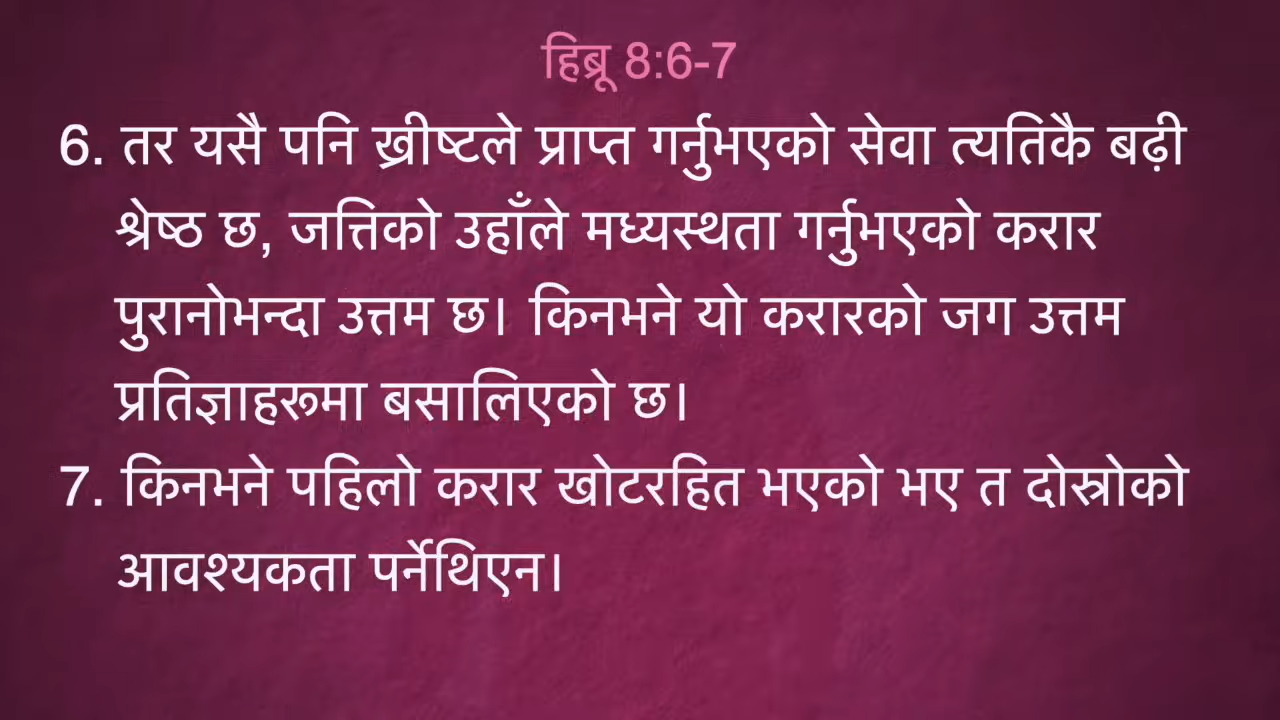 हिब्रू 8:6-7
6. तर यसै पनि ख्रीष्टले प्राप्त गर्नुभएको सेवा त्यतिकै बढ़ी
श्रेष्ठ छ, जत्तिको उहाँले मध्यस्थता गर्नुभएको करार
पुरानोभन्दा उत्तम छ। किनभने यो करारको जग उत्तम
प्रतिज्ञाहरूमा बसालिएको छ।
7. किनभने पहिलो करार खोटरहित भएको भए त दोस्रोको
आवश्यकता पर्नेथिएन।